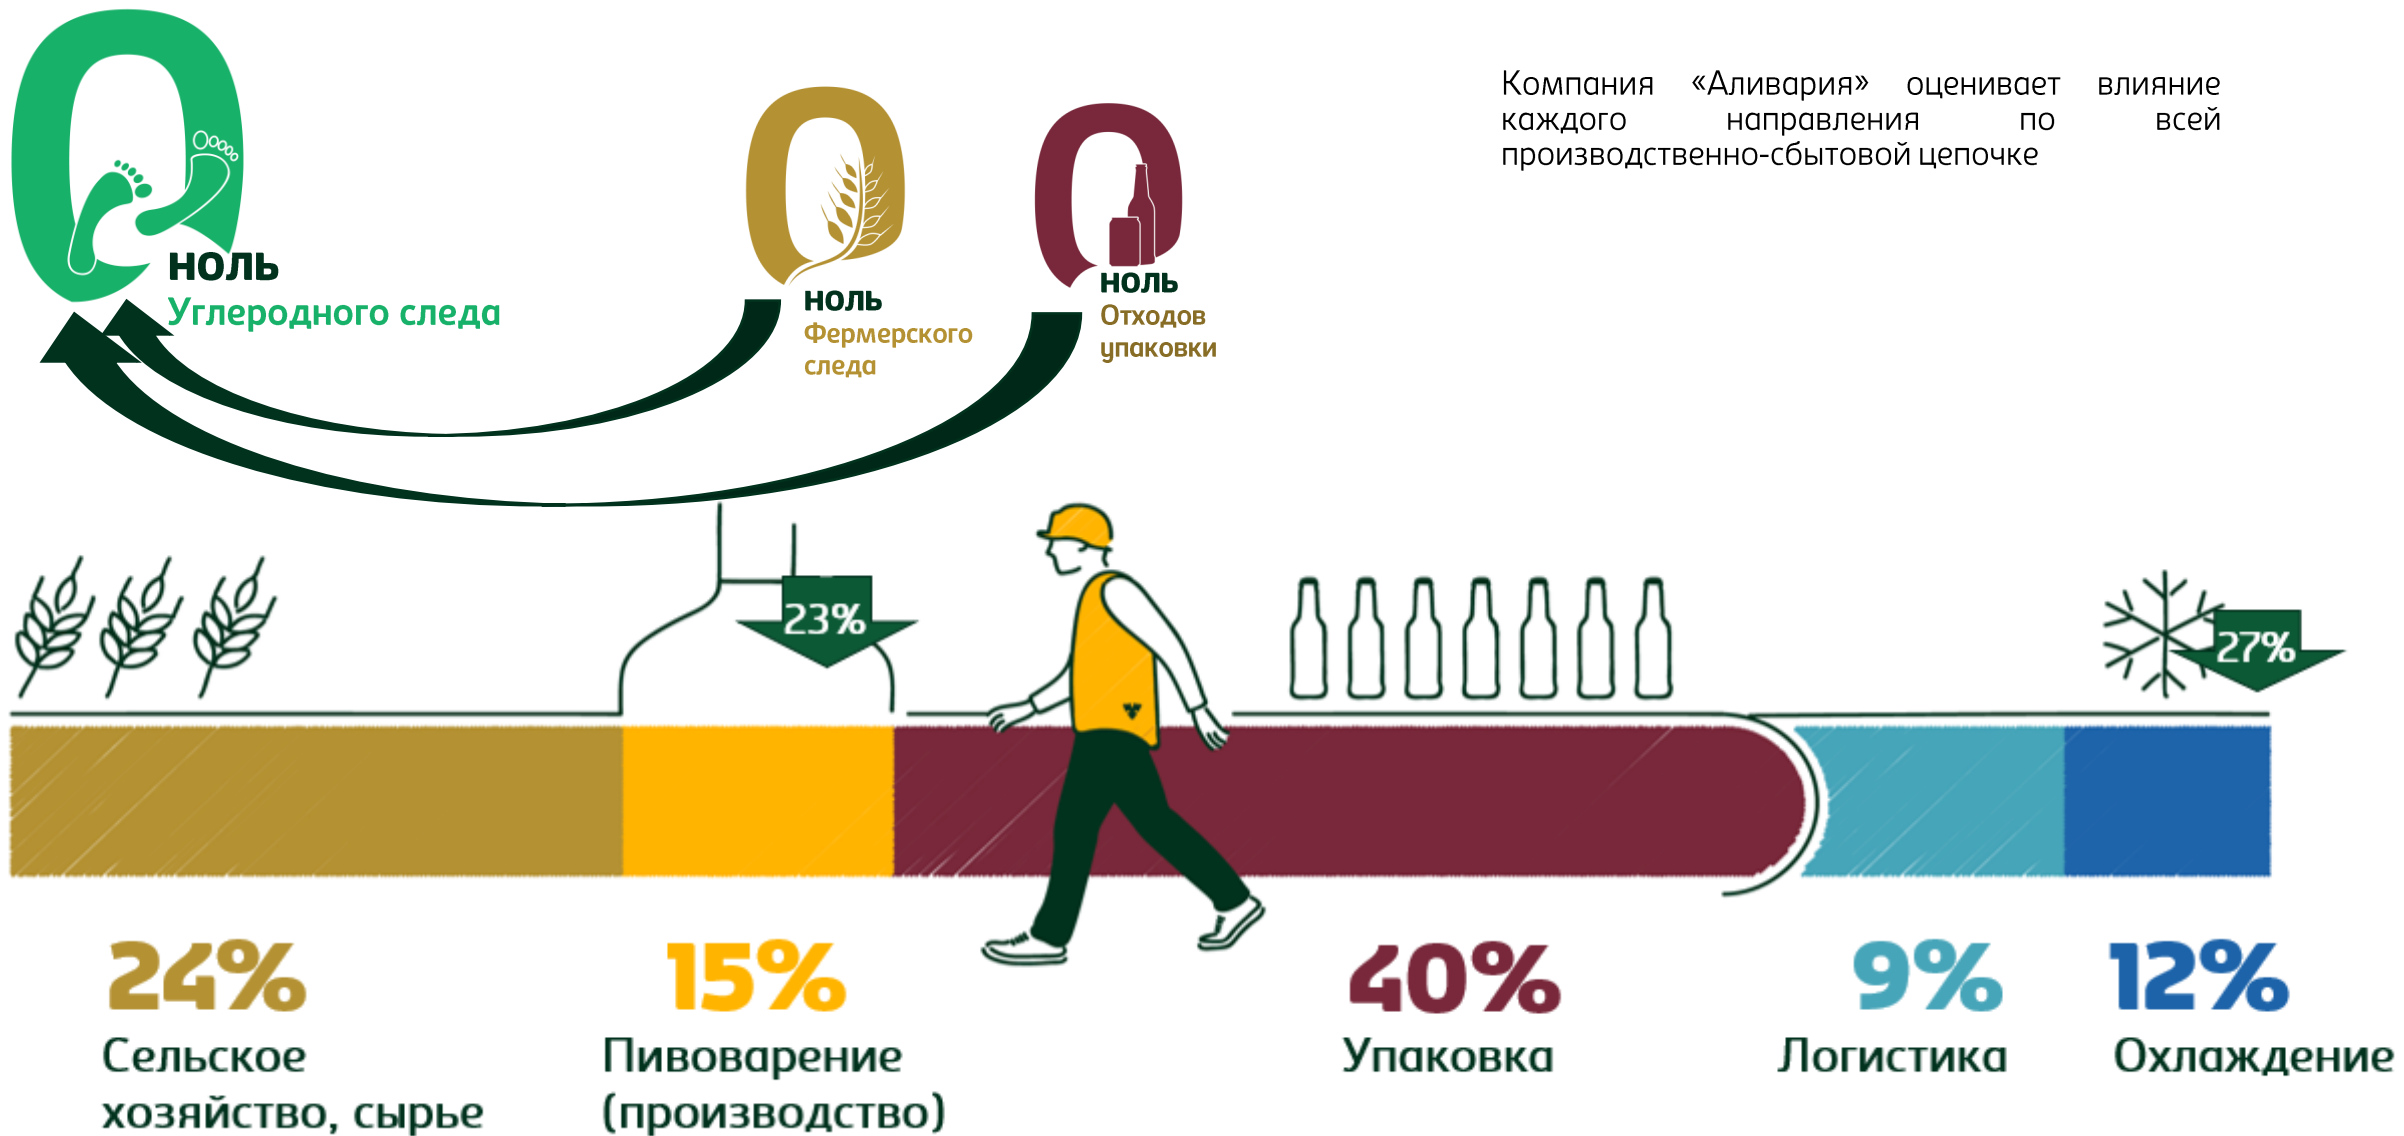 НОЛЬ
Углеродного следа
НОЛЬ
Фермерского
следа
НОЛЬ
Отходов
упаковки
Компания «Аливария» оценивает влияние
каждого направления по всей
производственно-сбытовой цепочке
23%
27%
24%
Сельское
хозяйство, сырье
15%
Пивоварение
(производство)
40%
Упаковка
9%
Логистика
12%
Охлаждение